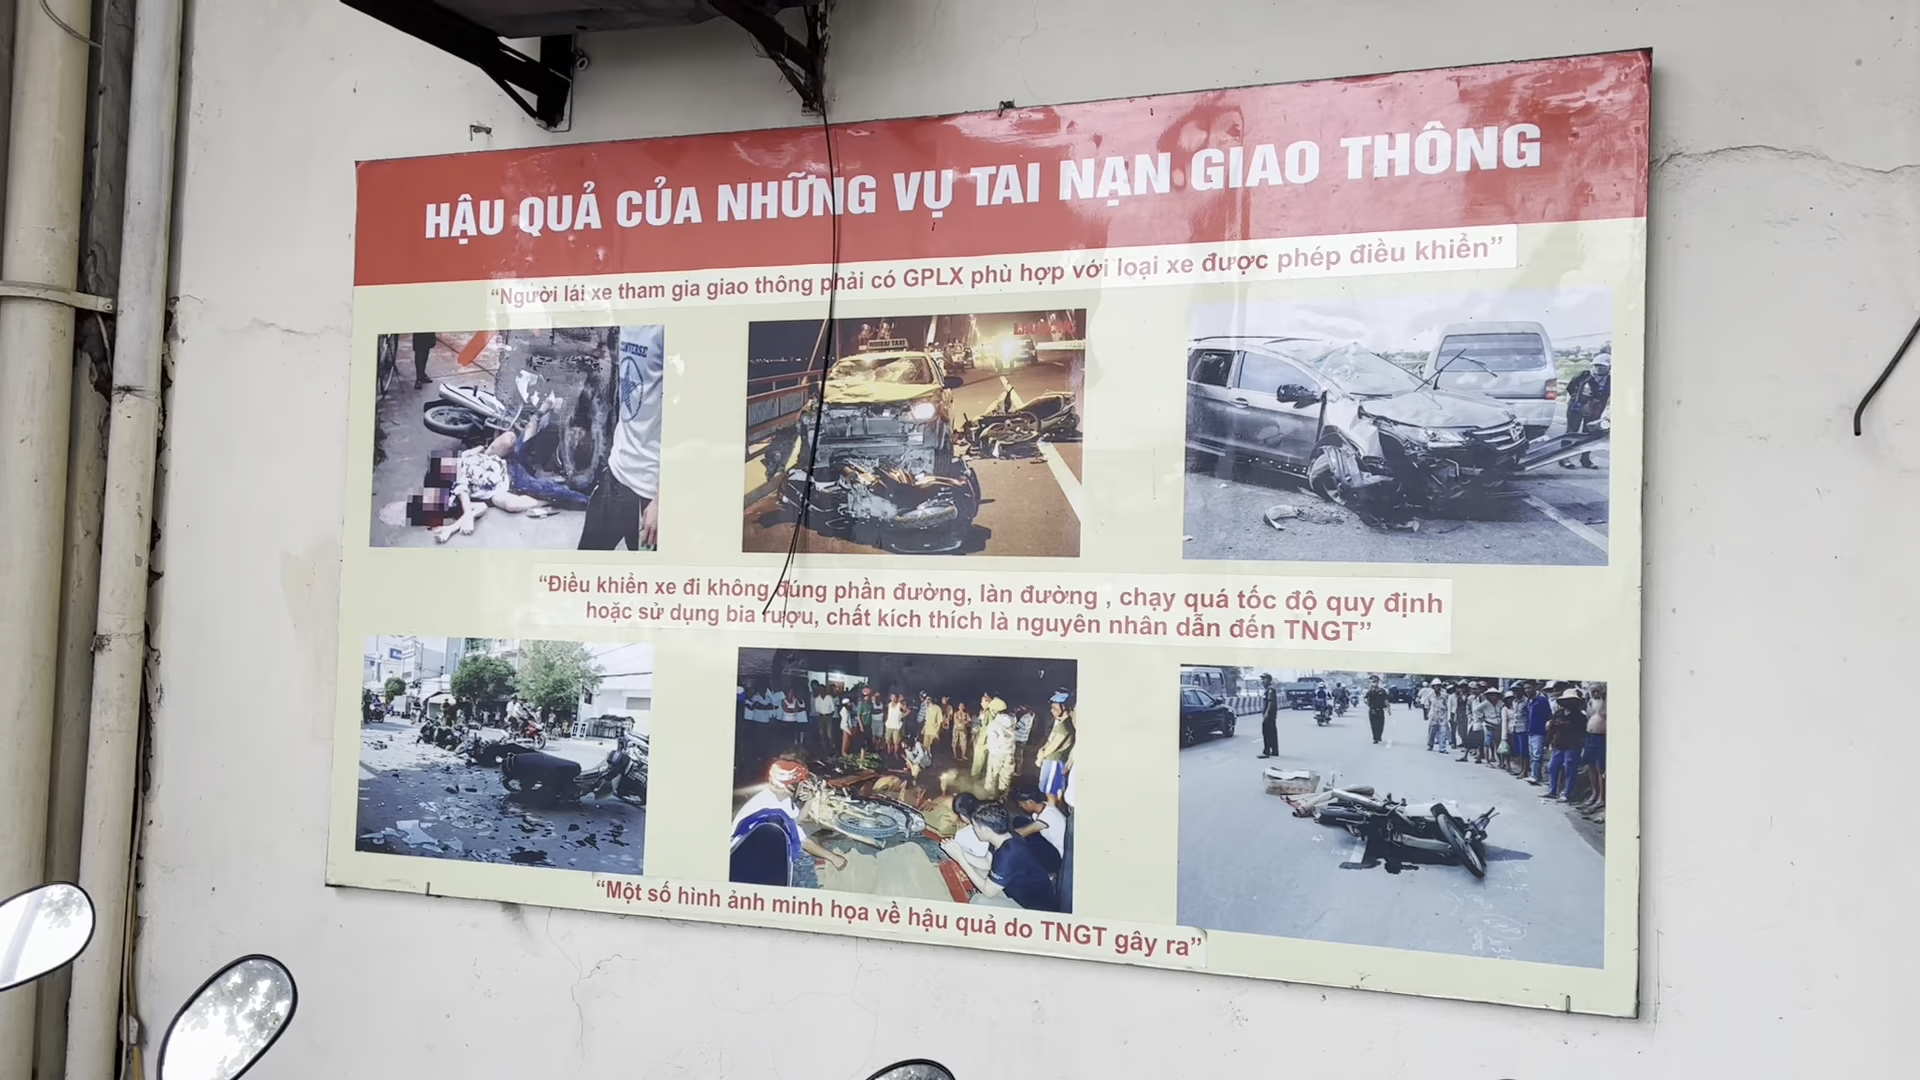 HẬU QUẢ CỦA NHỮNG VỤ TAI NẠN GIAO THÔNG
“Người lái xe tham gia giao thông phải có GPLX phù hợp với loại xe được phép điều khiển”
NOIBAI TAXI
“Điều khiển xe đi không đúng phần đường, làn đường , chạy quá tốc độ quy định
hoặc sử dụng bia rượu, chất kích thích là nguyên nhân dẫn đến TNGT”
“Một số hình ảnh minh họa về hậu quả do TNGT gây ra”